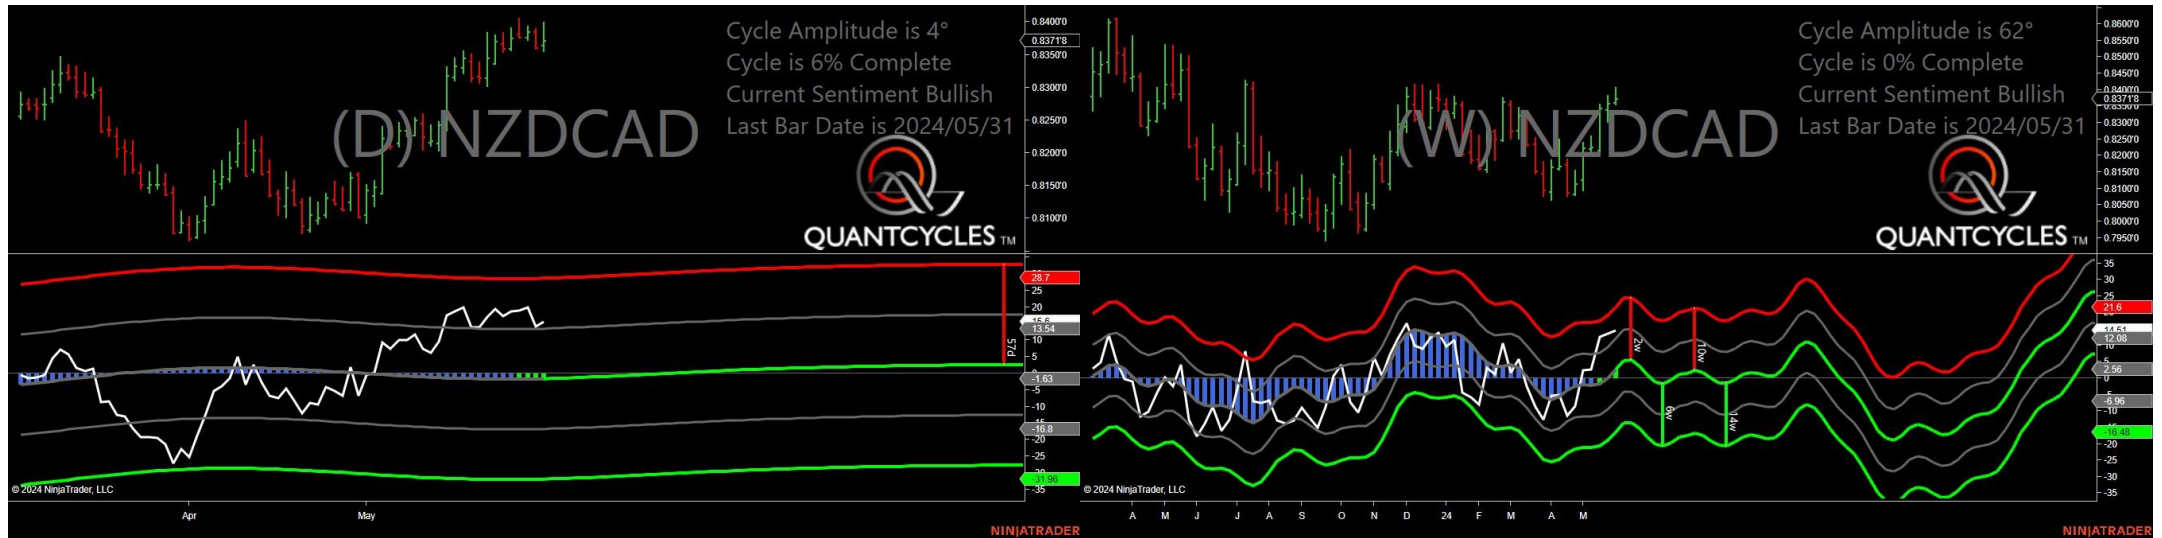 Cycle Amplitude is 4°
Cycle is 6% Complete
Current Sentiment Bullish
Last Bar Date is 2024/05/31
(D) NZDCAD
QUANTCYCLES TM
0.8400'0
0.8371'8
0.8350'0
0.8300'0
0.8250'0
0.8200'0
0.8150'0
0.8100'0
28.7
25
20
13.54
10
5
0
-1.63
-5
-10
-16.8
-20
-25
-31.96
-35
57d
© 2024 NinjaTrader, LLC
Apr
May
NINJATRADER
Cycle Amplitude is 62°
Cycle is 0% Complete
Current Sentiment Bullish
Last Bar Date is 2024/05/31
(W) NZDCAD
QUANTCYCLES TM
0.8600'0
0.8550'0
0.8500'0
0.8450'0
0.8400'0
0.8371'8
0.8300'0
0.8250'0
0.8200'0
0.8150'0
0.8100'0
0.8050'0
0.8000'0
0.7950'0
35
30
25
21.6
14.51
12.08
10
5
2.56
0
-6.96
-10
-16.48
-20
-25
-30
-35
2w
10w
6w
14w
© 2024 NinjaTrader, LLC
A
M
J
J
A
S
O
N
D
24
F
M
A
M
NINJATRADER